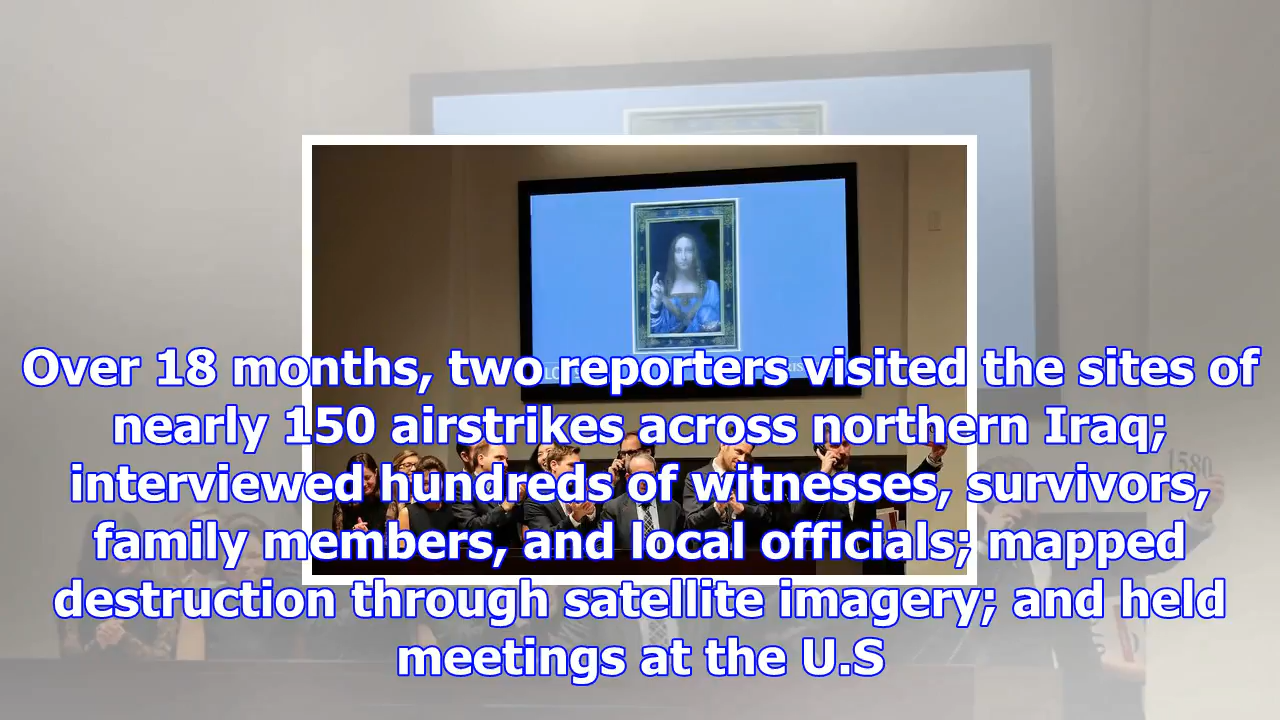 Over 18 months, two reporters visited the sites of
nearly 150 airstrikes across northern Iraq;
interviewed hundreds of witnesses, survivors,
family members, and local officials; mapped
destruction through satellite imagery; and held
meetings at the U.S
1580